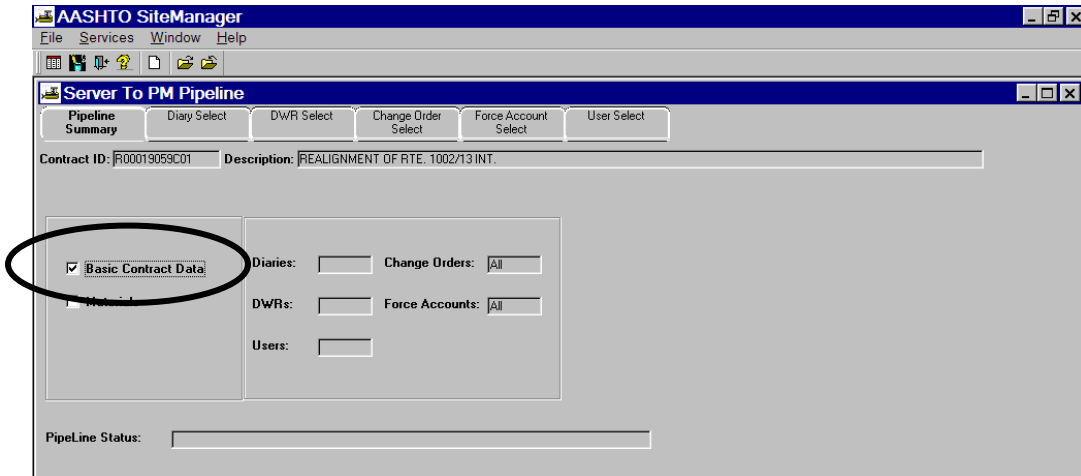 AASHTO SiteManager
File Services Window Help
Server To PM Pipeline
Pipeline Summary Diary Select DWR Select Change Order Select Force Account Select User Select
Contract ID: R00019059C01 Description: REALIGNMENT OF RTE. 1002/13 INT.
Basic Contract Data Diaries: Change Orders: All
Materials DWRs: Force Accounts: All
Users:
PipeLine Status: